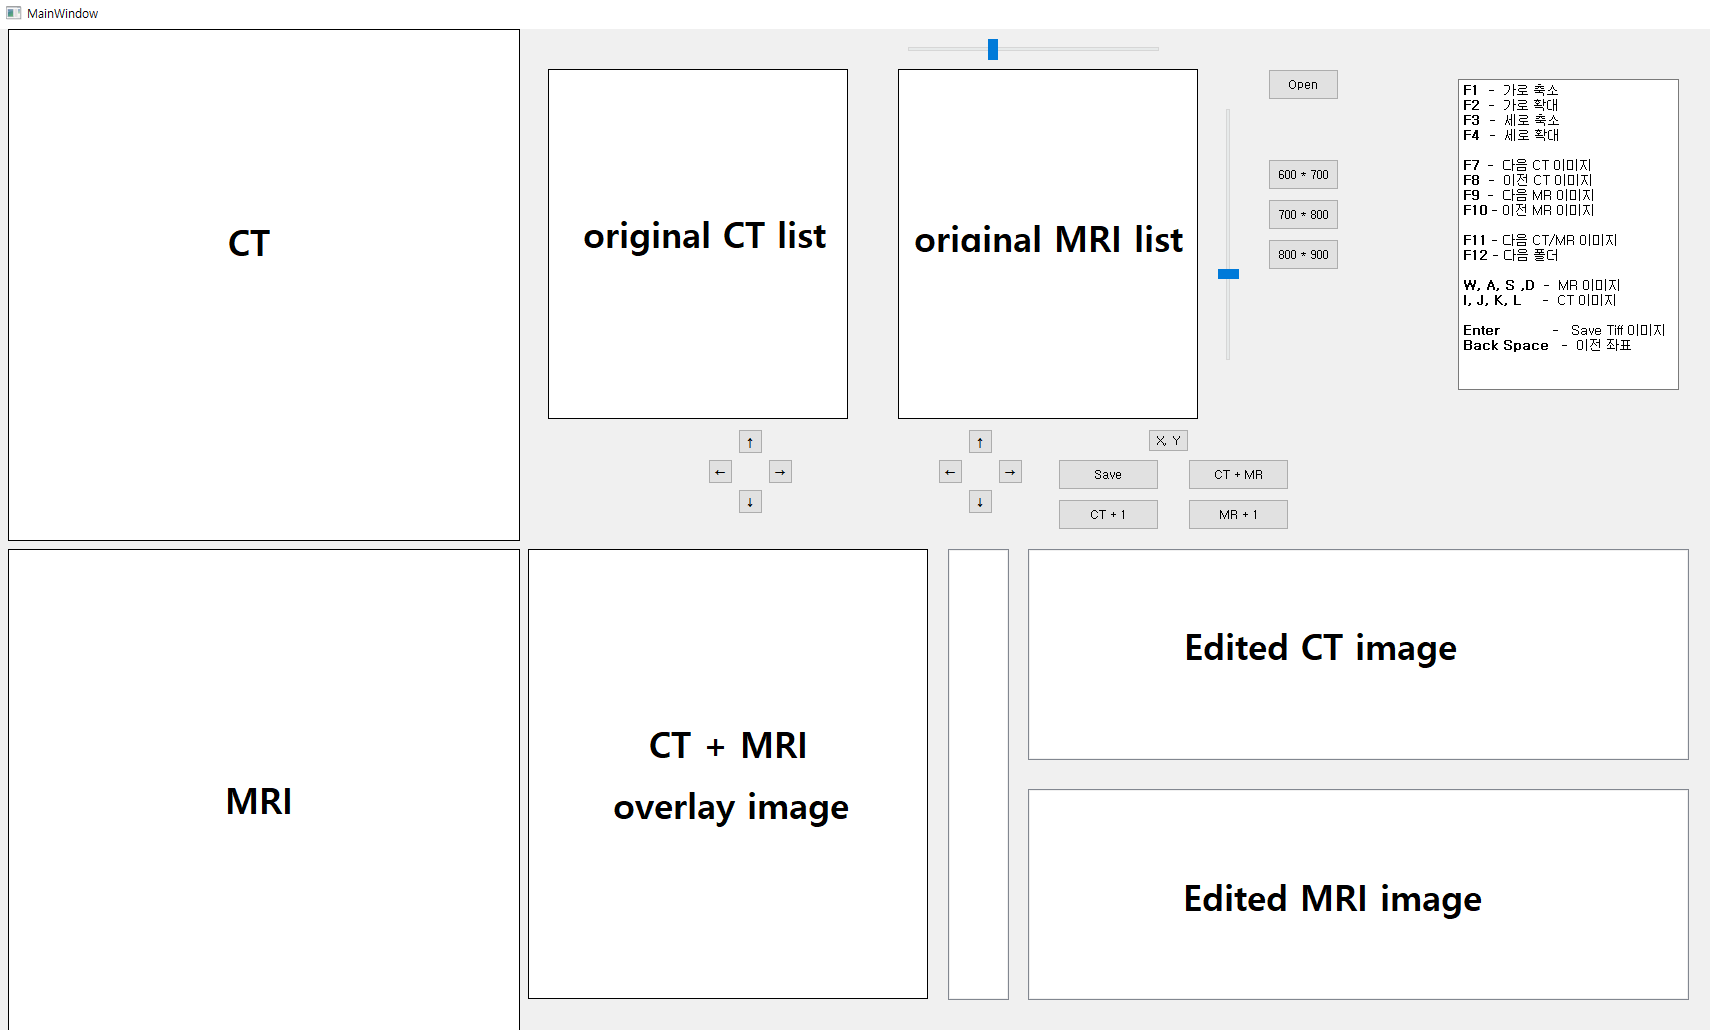 MainWindow
CT
original CT list
original MRI list
Open
600 * 700
700 * 800
800 * 900
F1 - 가로 축소
F2 - 가로 확대
F3 - 세로 축소
F4 - 세로 확대
F7 - 다음 CT 이미지
F8 - 이전 CT 이미지
F9 - 다음 MR 이미지
F10 - 이전 MR 이미지
F11 - 다음 CT/MR 이미지
F12 - 다음 폴더
W, A, S ,D - MR 이미지
I, J, K, L - CT 이미지
Enter - Save Tiff 이미지
Back Space - 이전 좌표
↑
← →
↓
↑
← →
↓
X, Y
Save
CT + MR
CT + 1
MR + 1
MRI
CT + MRI
overlay image
Edited CT image
Edited MRI image